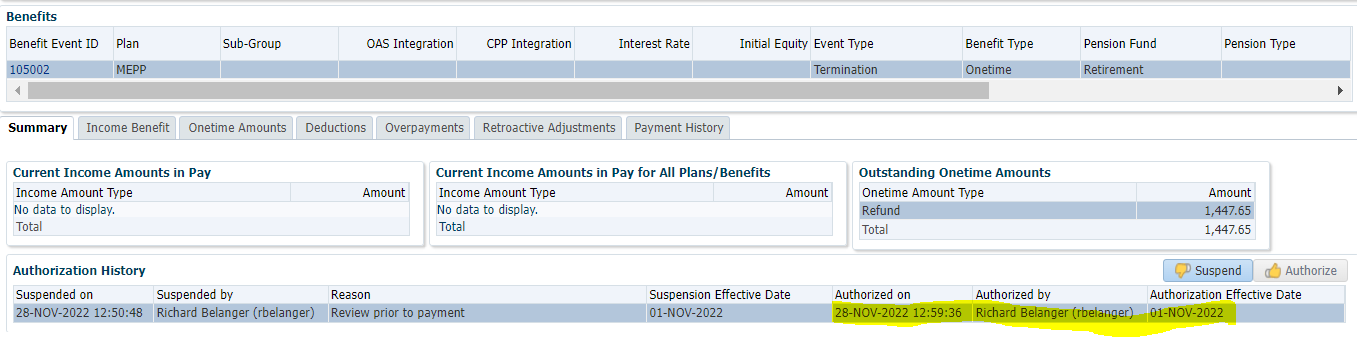 Benefits
Benefit Event ID Plan Sub-Group OAS Integration CPP Integration Interest Rate Initial Equity Event Type Benefit Type Pension Fund Pension Type
105002 MEPP Termination Onetime Retirement
Summary Income Benefit Onetime Amounts Deductions Overpayments Retroactive Adjustments Payment History
Current Income Amounts in Pay
Income Amount Type Amount
No data to display.
Total
Current Income Amounts in Pay for All Plans/Benefits
Income Amount Type Amount
No data to display.
Total
Outstanding Onetime Amounts
Onetime Amount Type Amount
Refund 1,447.65
Total 1,447.65
Authorization History
Suspend Authorize
Suspended on Suspended by Reason Suspension Effective Date Authorized on Authorized by Authorization Effective Date
28-NOV-2022 12:50:48 Richard Belanger (rbelanger) Review prior to payment 01-NOV-2022 28-NOV-2022 12:59:36 Richard Belanger (rbelanger) 01-NOV-2022